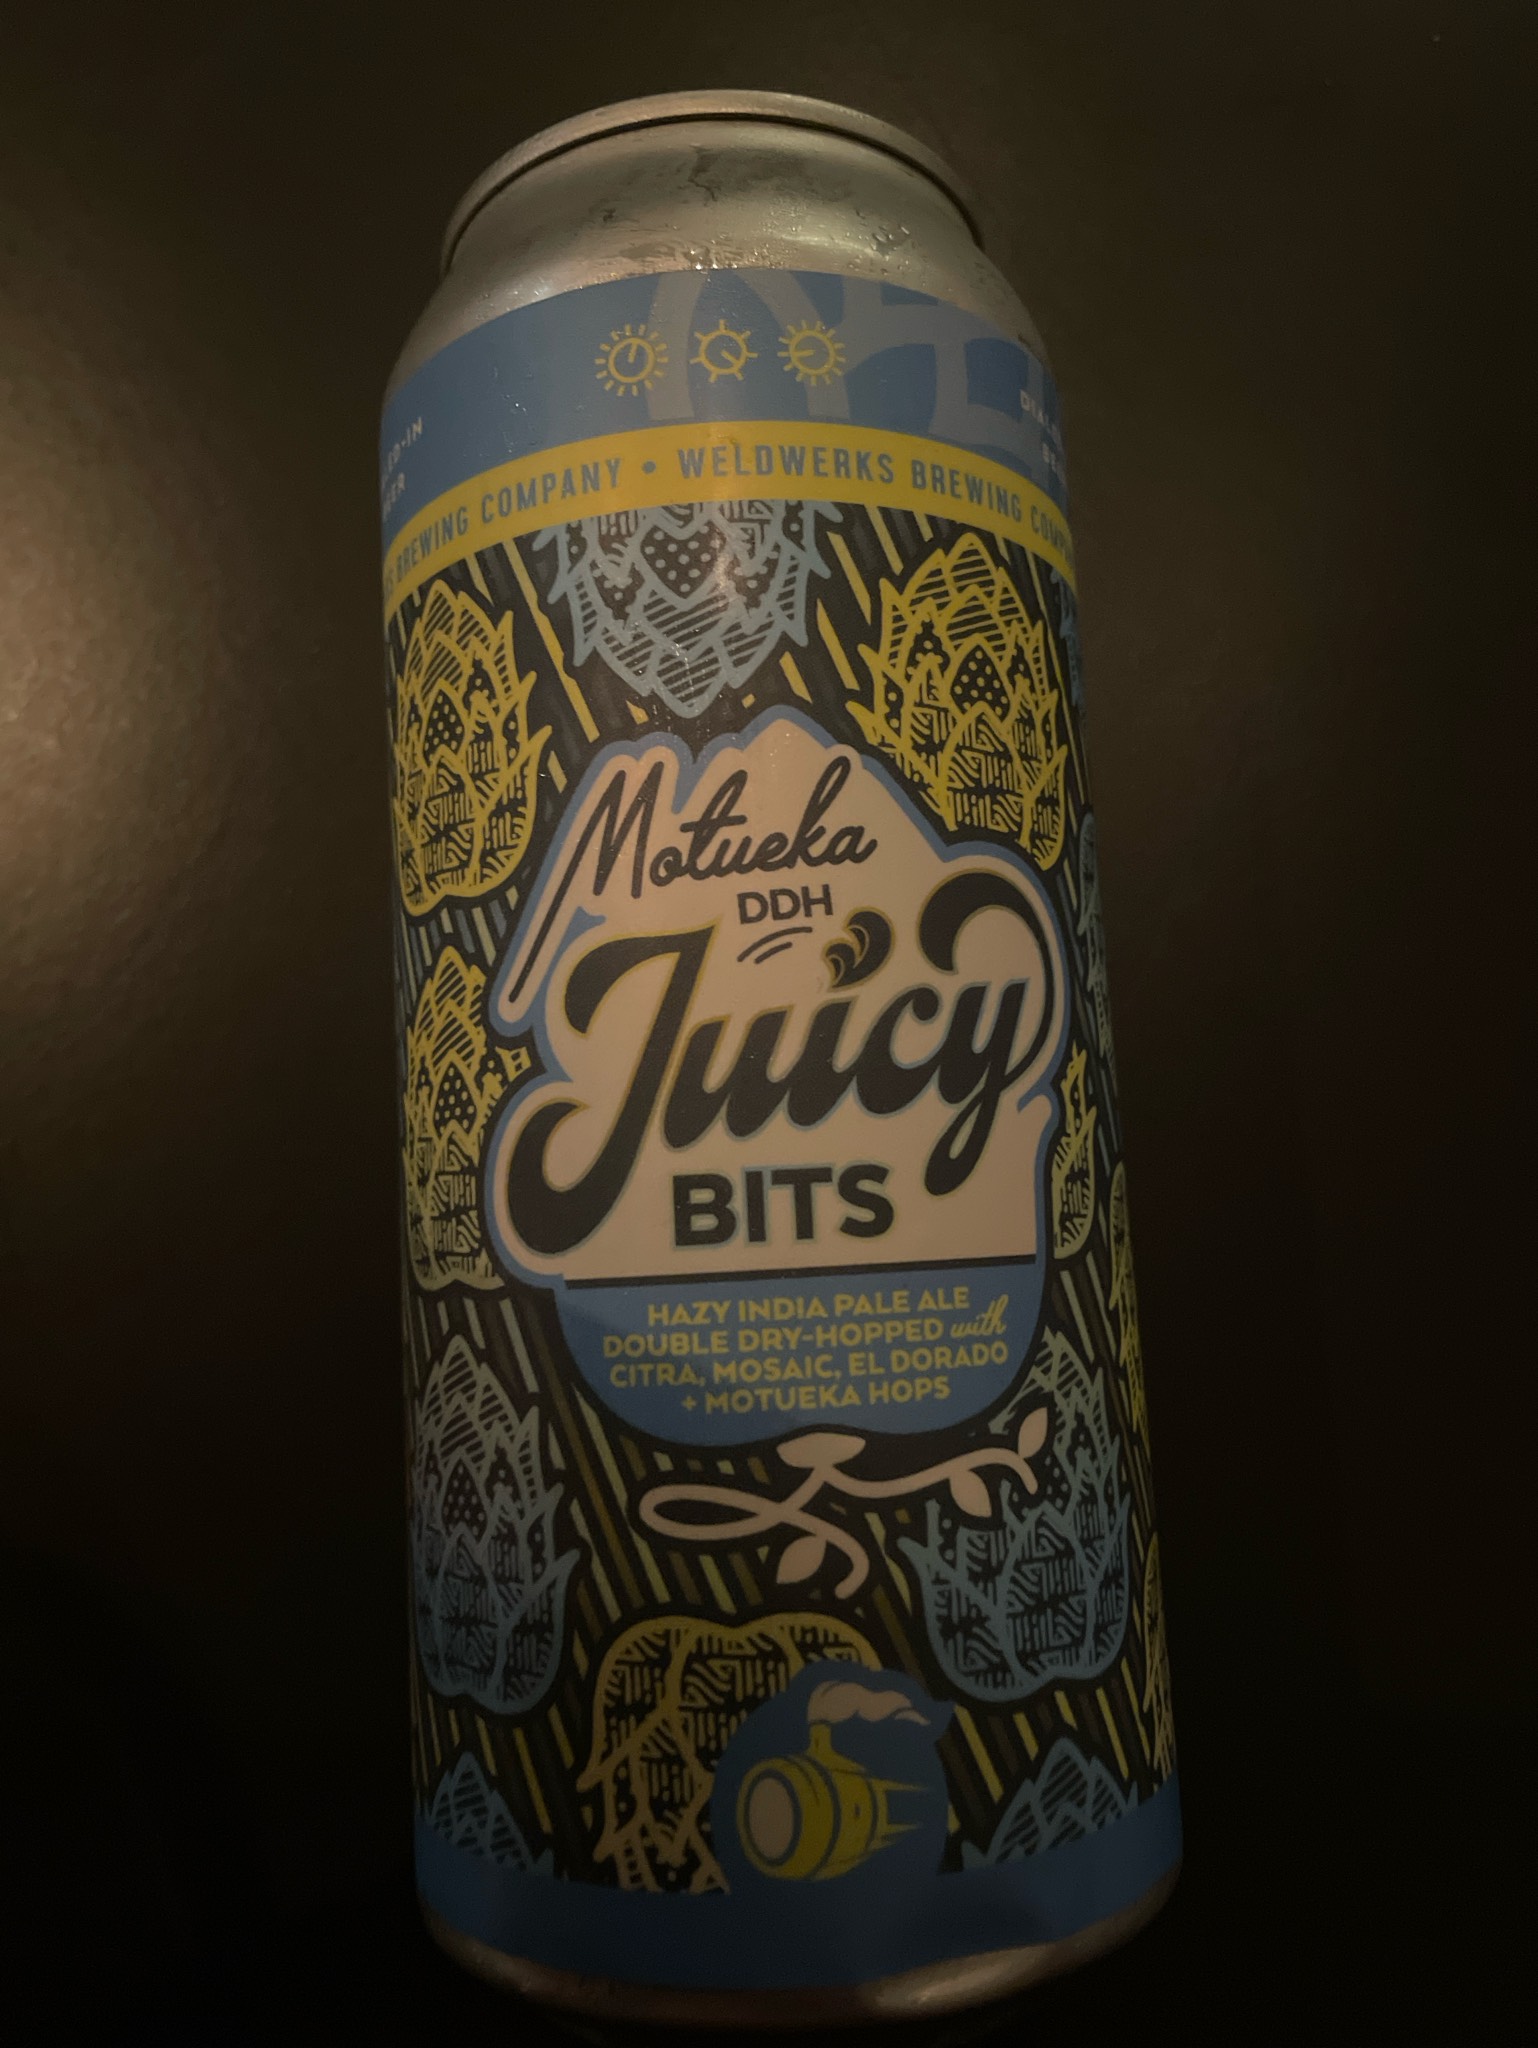 BREWING COMPANY • WELDWERKS BREWING
Motueka
DDH
Juicy
BITS
HAZY INDIA PALE ALE
DOUBLE DRY-HOPPED with
CITRA, MOSAIC, EL DORADO
+ MOTUEKA HOPS